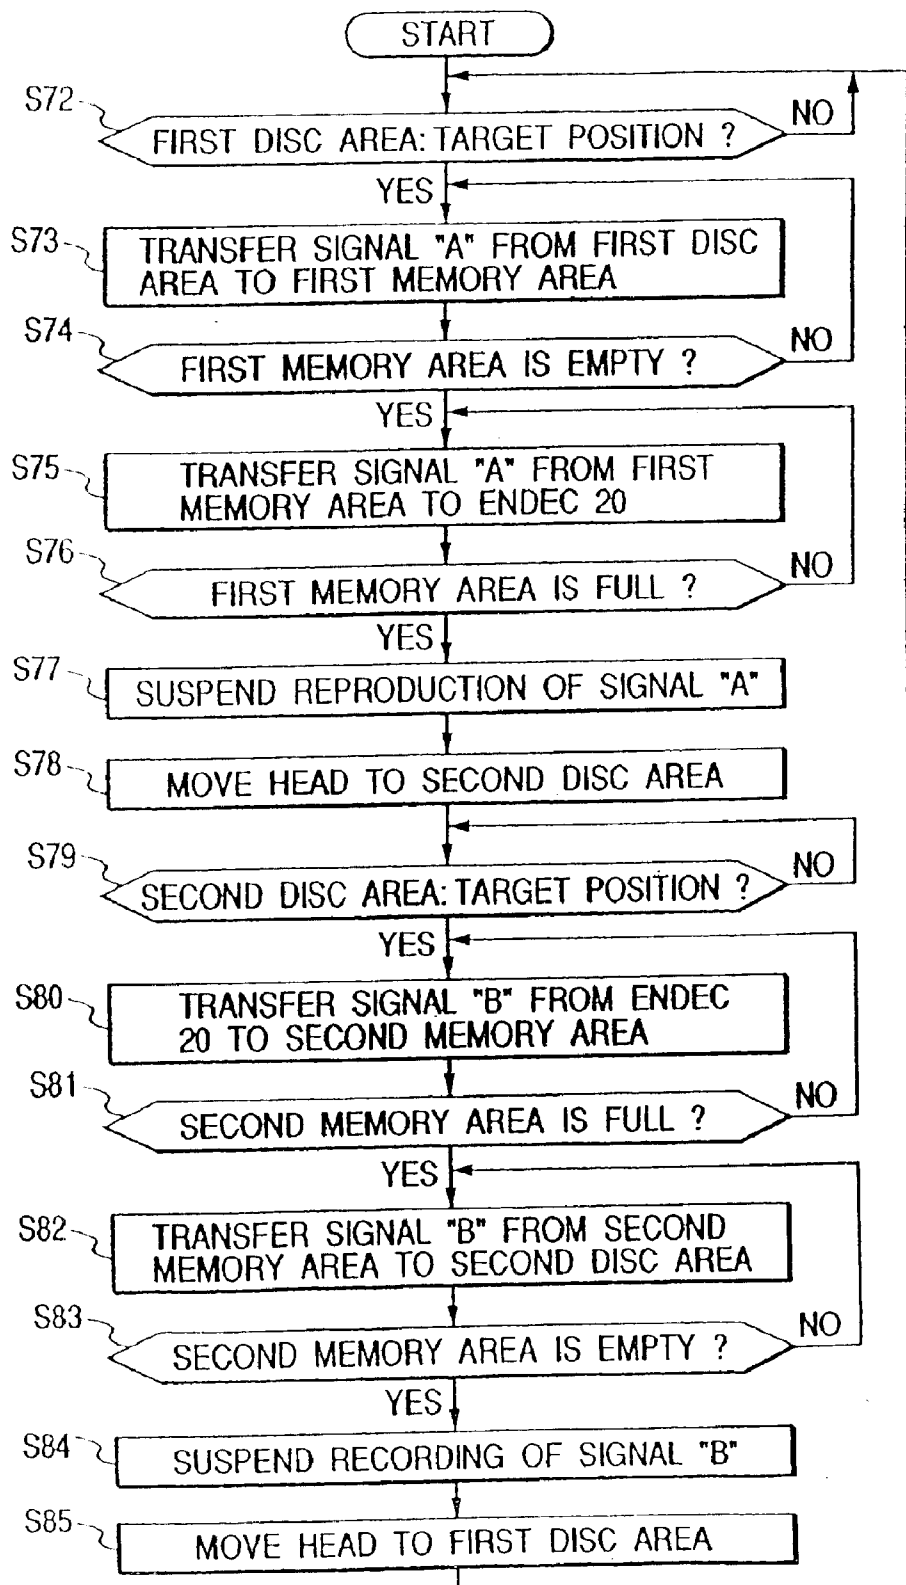 START
S72
FIRST DISC AREA: TARGET POSITION ?
NO
YES
S73
TRANSFER SIGNAL "A" FROM FIRST DISC
AREA TO FIRST MEMORY AREA
S74
FIRST MEMORY AREA IS EMPTY ?
NO
YES
S75
TRANSFER SIGNAL "A" FROM FIRST
MEMORY AREA TO ENDEC 20
S76
FIRST MEMORY AREA IS FULL ?
NO
YES
S77
SUSPEND REPRODUCTION OF SIGNAL "A"
S78
MOVE HEAD TO SECOND DISC AREA
S79
SECOND DISC AREA: TARGET POSITION ?
NO
YES
S80
TRANSFER SIGNAL "B" FROM ENDEC
20 TO SECOND MEMORY AREA
S81
SECOND MEMORY AREA IS FULL ?
NO
YES
S82
TRANSFER SIGNAL "B" FROM SECOND
MEMORY AREA TO SECOND DISC AREA
S83
SECOND MEMORY AREA IS EMPTY ?
NO
YES
S84
SUSPEND RECORDING OF SIGNAL "B"
S85
MOVE HEAD TO FIRST DISC AREA